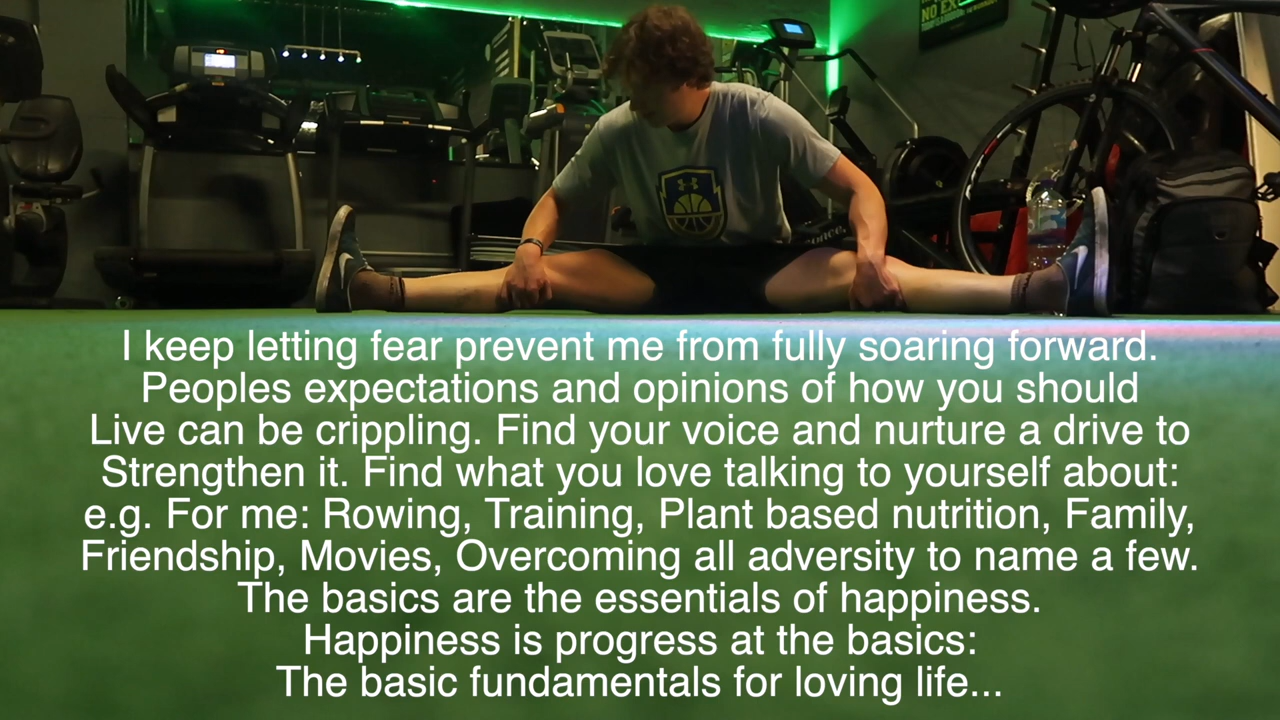 NO EX
I keep letting fear prevent me from fully soaring forward.
Peoples expectations and opinions of how you should
Live can be crippling. Find your voice and nurture a drive to
Strengthen it. Find what you love talking to yourself about:
e.g. For me: Rowing, Training, Plant based nutrition, Family,
Friendship, Movies, Overcoming all adversity to name a few.
The basics are the essentials of happiness.
Happiness is progress at the basics:
The basic fundamentals for loving life...